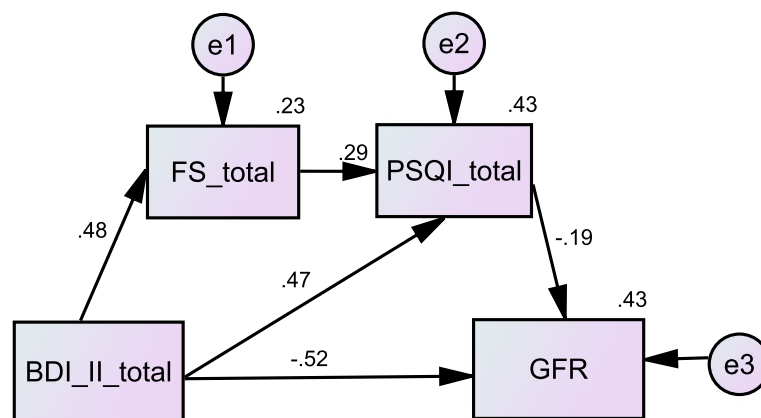 e1
e2
.23
.43
FS_total
.29
PSQI_total
.48
.47
-.19
.43
-.52
BDI_II_total
GFR
e3